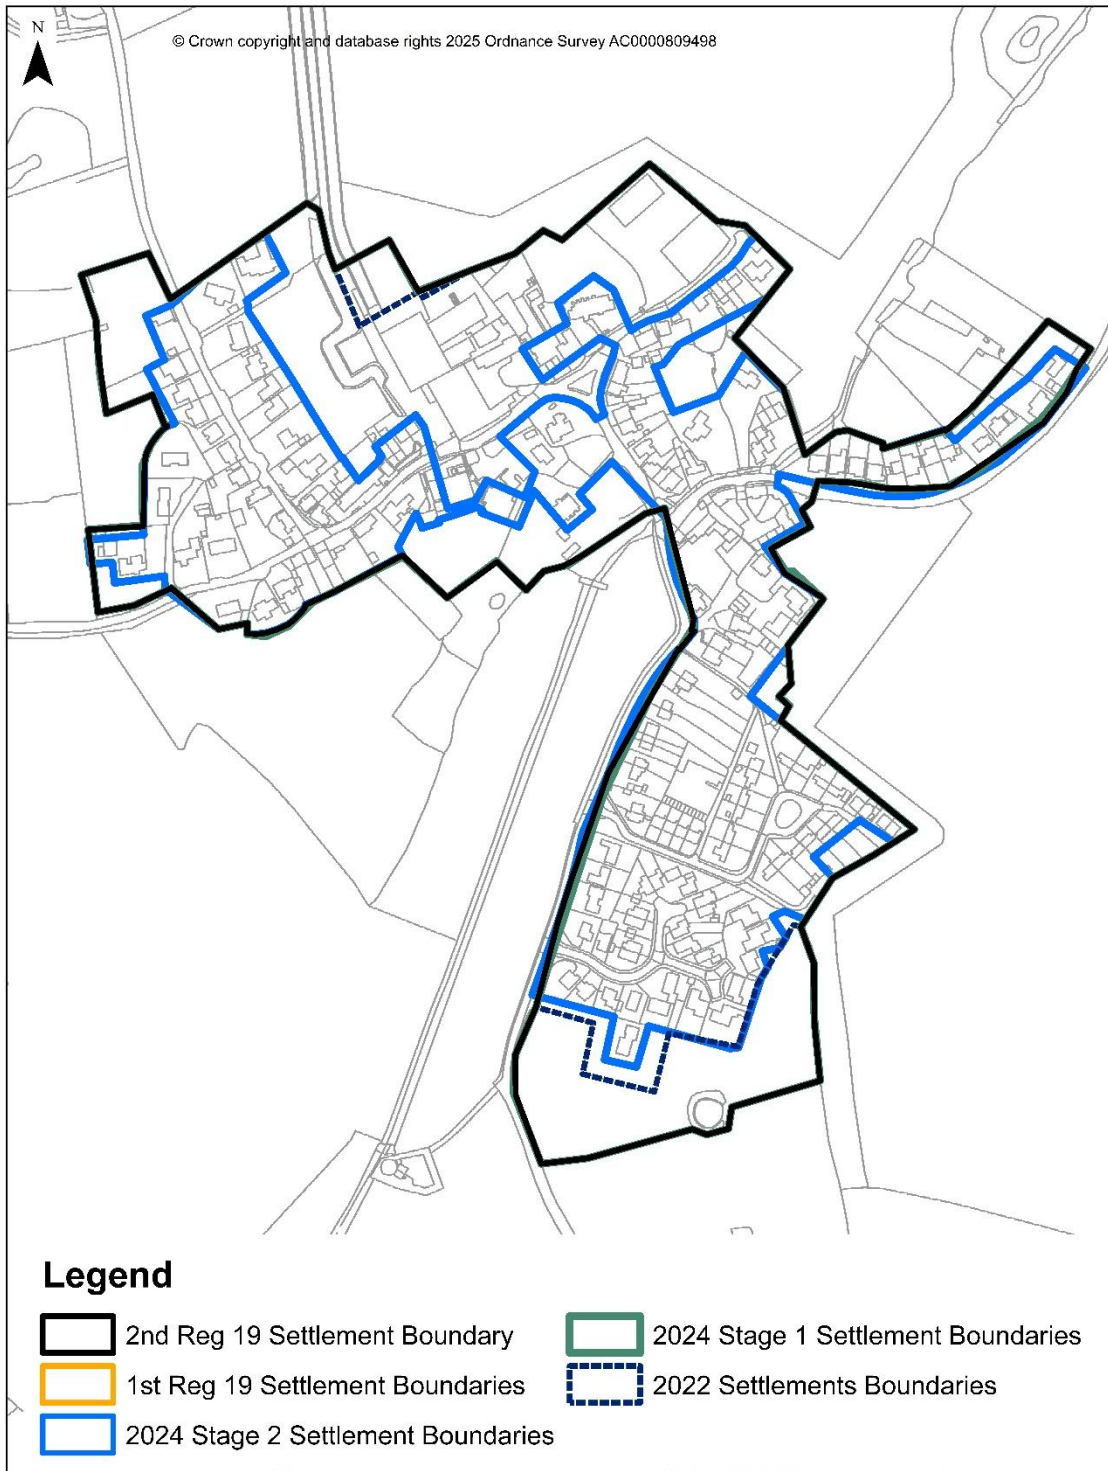 N
© Crown copyright and database rights 2025 Ordnance Survey AC0000809498
Legend
2nd Reg 19 Settlement Boundary
1st Reg 19 Settlement Boundaries
2024 Stage 2 Settlement Boundaries
2024 Stage 1 Settlement Boundaries
2022 Settlements Boundaries